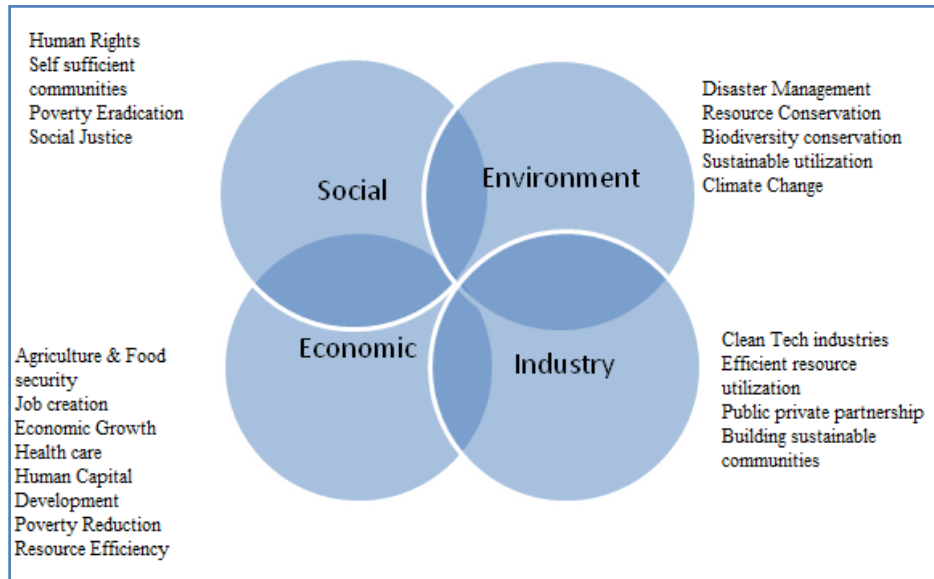 Human Rights
Self sufficient
communities
Poverty Eradication
Social Justice
Social
Environment
Disaster Management
Resource Conservation
Biodiversity conservation
Sustainable utilization
Climate Change
Agriculture & Food
security
Job creation
Economic Growth
Health care
Human Capital
Development
Poverty Reduction
Resource Efficiency
Economic
Industry
Clean Tech industries
Efficient resource
utilization
Public private partnership
Building sustainable
communities